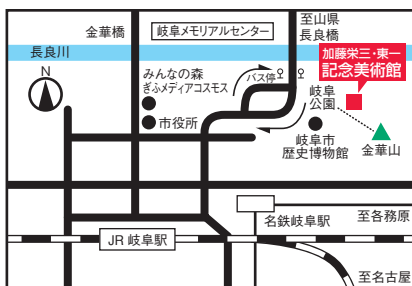 金華橋
岐阜メモリアルセンター
至山県
長良橋
長良川
加藤栄三・東一
記念美術館
N
みんなの森
ぎふメディアコスモス
バス停
岐阜
公園
市役所
岐阜市
歴史博物館
金華山
名鉄岐阜駅
至各務原
JR 岐阜駅
至名古屋